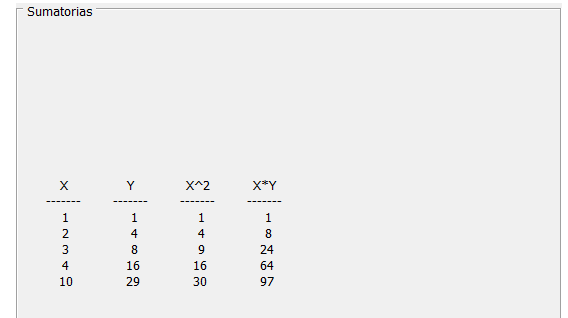 Sumatorias
X Y X^2 X*Y
------- ------- ------- -------
1 1 1 1
2 4 4 8
3 8 9 24
4 16 16 64
10 29 30 97